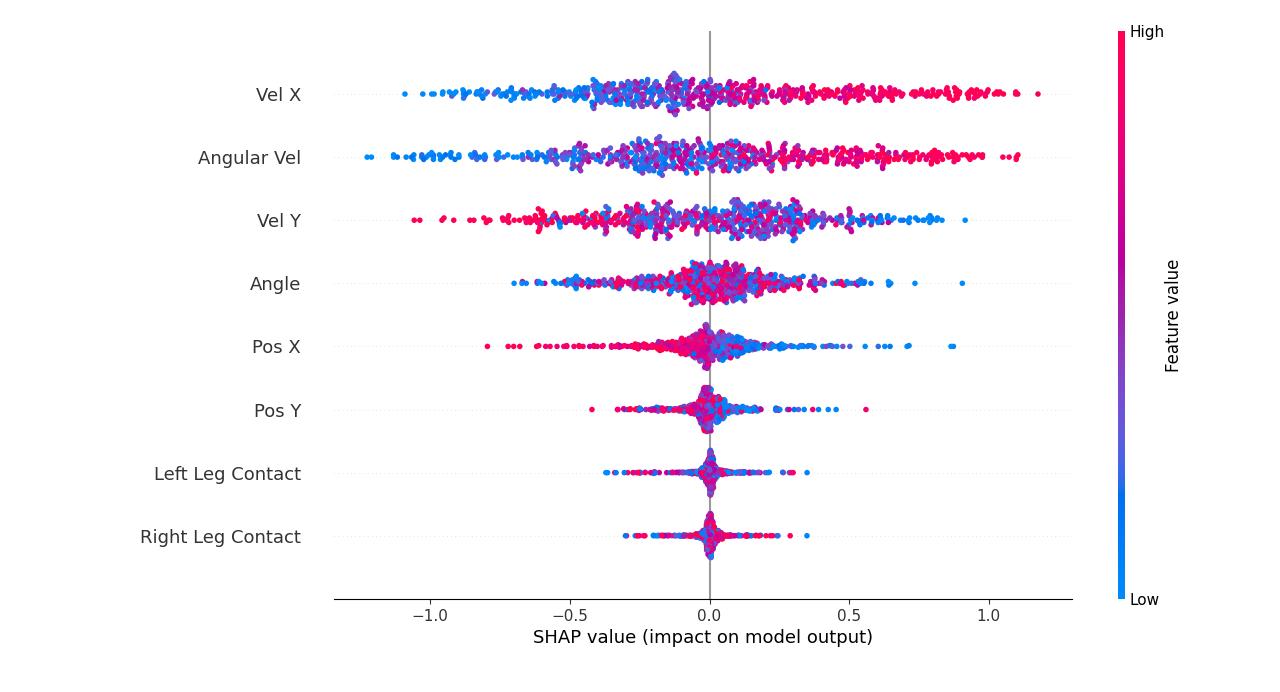 High
Vel X
Angular Vel
Vel Y
Angle
Pos X
Pos Y
Left Leg Contact
Right Leg Contact
Feature value
Low
−1.0 −0.5 0.0 0.5 1.0
SHAP value (impact on model output)